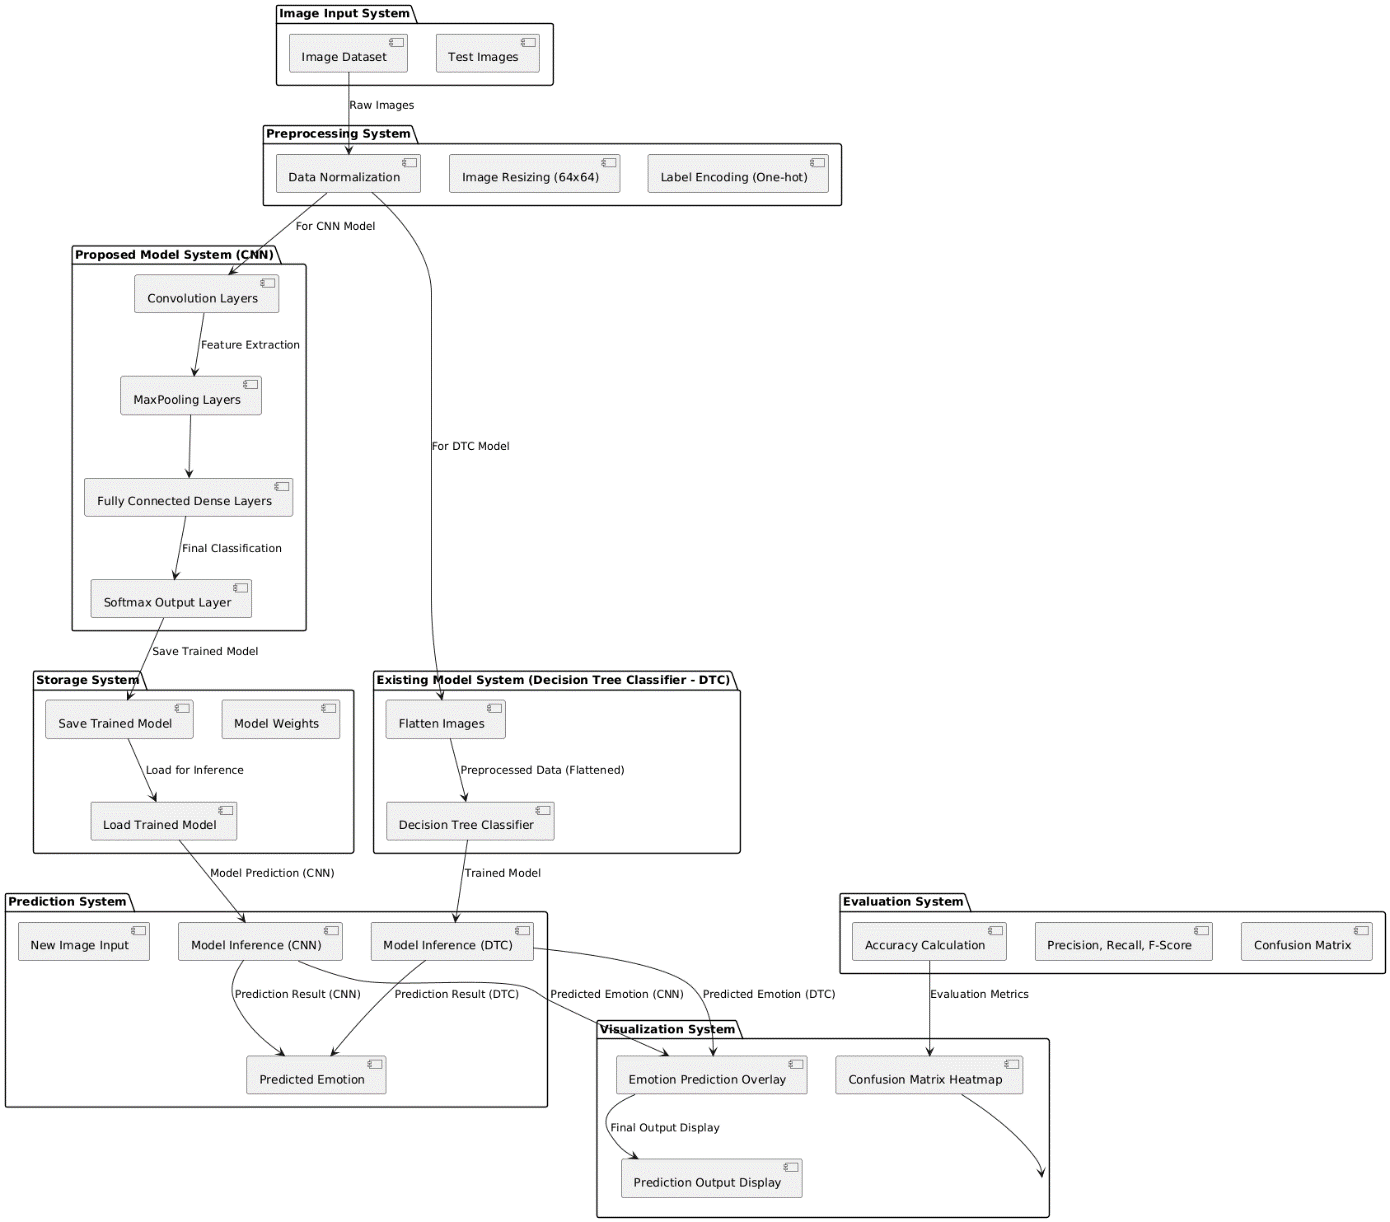 Image Input System
Image Dataset
Test Images
Raw Images
Preprocessing System
Data Normalization
Image Resizing (64x64)
Label Encoding (One-hot)
For CNN Model
Proposed Model System (CNN)
Convolution Layers
Feature Extraction
MaxPooling Layers
For DTC Model
Fully Connected Dense Layers
Final Classification
Softmax Output Layer
Save Trained Model
Storage System
Existing Model System (Decision Tree Classifier - DTC)
Save Trained Model
Model Weights
Flatten Images
Load for Inference
Preprocessed Data (Flattened)
Load Trained Model
Decision Tree Classifier
Model Prediction (CNN)
Trained Model
Prediction System
Evaluation System
New Image Input
Model Inference (CNN)
Model Inference (DTC)
Accuracy Calculation
Precision, Recall, F-Score
Confusion Matrix
Prediction Result (CNN)
Prediction Result (DTC)
Predicted Emotion (CNN)
Predicted Emotion (DTC)
Evaluation Metrics
Visualization System
Predicted Emotion
Emotion Prediction Overlay
Confusion Matrix Heatmap
Final Output Display
Prediction Output Display